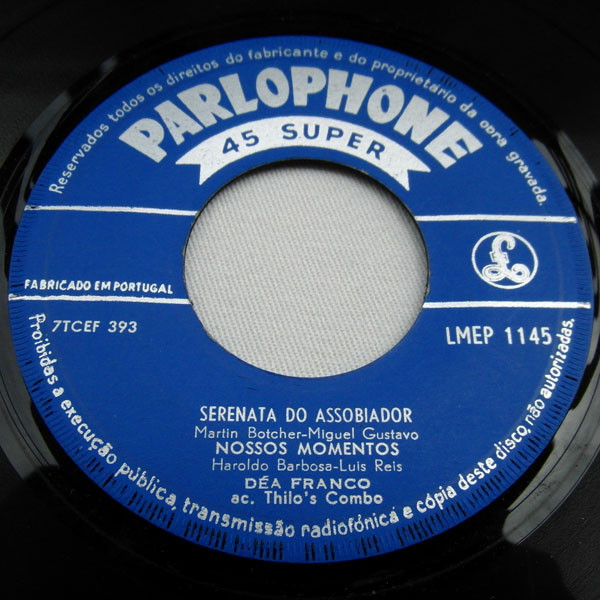 Reservados todos os direitos do fabricante e do proprietário da obra gravada.
PARLOPHONE
45 SUPER
£
FABRICADO EM PORTUGAL
7TCEF 393
LMEP 1145
SERENATA DO ASSOBIADOR
Martin Botcher-Miguel Gustavo
NOSSOS MOMENTOS
Haroldo Barbosa-Luis Reis
DÉA FRANCO
ac. Thilo's Combo
Proibidas a execução pública, transmissão radiofónica e cópia deste disco, não autorizadas.